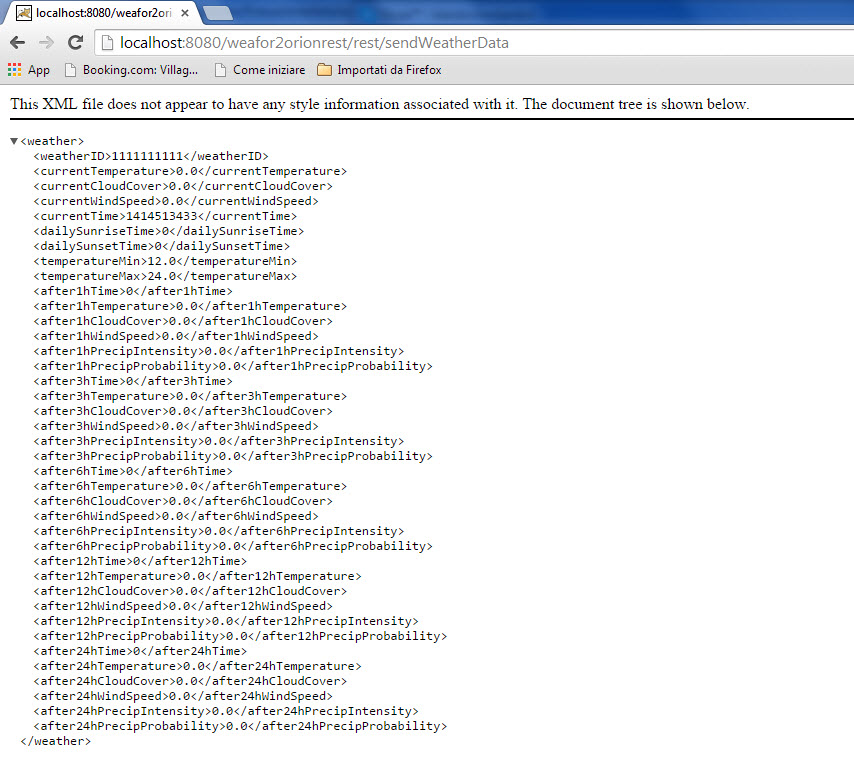 localhost:8080/weafor2ori
localhost:8080/weafor2orionrest/rest/sendWeatherData
App Booking.com: Villag... Come iniziare Importati da Firefox
This XML file does not appear to have any style information associated with it. The document tree is shown below.
▼<weather>
<weatherID>1111111111</weatherID>
<currentTemperature>0.0</currentTemperature>
<currentCloudCover>0.0</currentCloudCover>
<currentWindSpeed>0.0</currentWindSpeed>
<currentTime>1414513433</currentTime>
<dailySunriseTime>0</dailySunriseTime>
<dailySunsetTime>0</dailySunsetTime>
<temperatureMin>12.0</temperatureMin>
<temperatureMax>24.0</temperatureMax>
<after1hTime>0</after1hTime>
<after1hTemperature>0.0</after1hTemperature>
<after1hCloudCover>0.0</after1hCloudCover>
<after1hWindSpeed>0.0</after1hWindSpeed>
<after1hPrecipIntensity>0.0</after1hPrecipIntensity>
<after1hPrecipProbability>0.0</after1hPrecipProbability>
<after3hTime>0</after3hTime>
<after3hTemperature>0.0</after3hTemperature>
<after3hCloudCover>0.0</after3hCloudCover>
<after3hWindSpeed>0.0</after3hWindSpeed>
<after3hPrecipIntensity>0.0</after3hPrecipIntensity>
<after3hPrecipProbability>0.0</after3hPrecipProbability>
<after6hTime>0</after6hTime>
<after6hTemperature>0.0</after6hTemperature>
<after6hCloudCover>0.0</after6hCloudCover>
<after6hWindSpeed>0.0</after6hWindSpeed>
<after6hPrecipIntensity>0.0</after6hPrecipIntensity>
<after6hPrecipProbability>0.0</after6hPrecipProbability>
<after12hTime>0</after12hTime>
<after12hTemperature>0.0</after12hTemperature>
<after12hCloudCover>0.0</after12hCloudCover>
<after12hWindSpeed>0.0</after12hWindSpeed>
<after12hPrecipIntensity>0.0</after12hPrecipIntensity>
<after12hPrecipProbability>0.0</after12hPrecipProbability>
<after24hTime>0</after24hTime>
<after24hTemperature>0.0</after24hTemperature>
<after24hCloudCover>0.0</after24hCloudCover>
<after24hWindSpeed>0.0</after24hWindSpeed>
<after24hPrecipIntensity>0.0</after24hPrecipIntensity>
<after24hPrecipProbability>0.0</after24hPrecipProbability>
</weather>